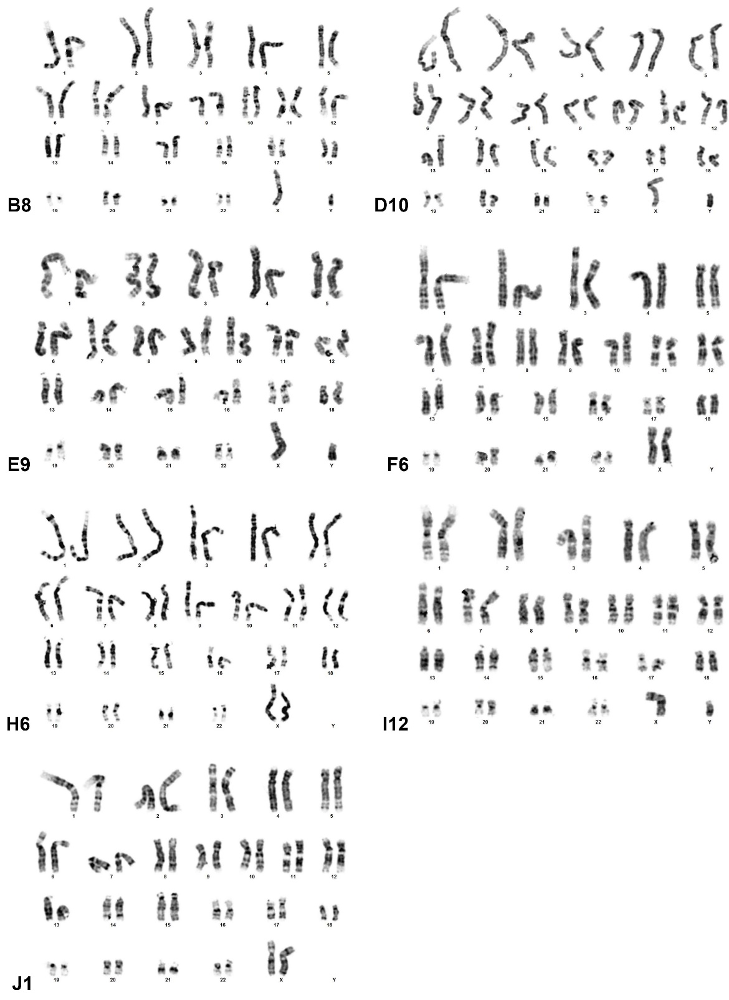 1 2 3 4 5
6 7 8 9 10 11 12
13 14 15 16 17 18
B8 19 20 21 22 X Y
1 2 3 4 5
6 7 8 9 10 11 12
13 14 15 16 17 18
D10 19 20 21 22 X Y
1 2 3 4 5
6 7 8 9 10 11 12
13 14 15 16 17 18
E9 19 20 21 22 X Y
1 2 3 4 5
6 7 8 9 10 11 12
13 14 15 16 17 18
F6 19 20 21 22 X Y
1 2 3 4 5
6 7 8 9 10 11 12
13 14 15 16 17 18
H6 19 20 21 22 X Y
1 2 3 4 5
6 7 8 9 10 11 12
13 14 15 16 17 18
I12 19 20 21 22 X Y
1 2 3 4 5
6 7 8 9 10 11 12
13 14 15 16 17 18
J1 19 20 21 22 X Y